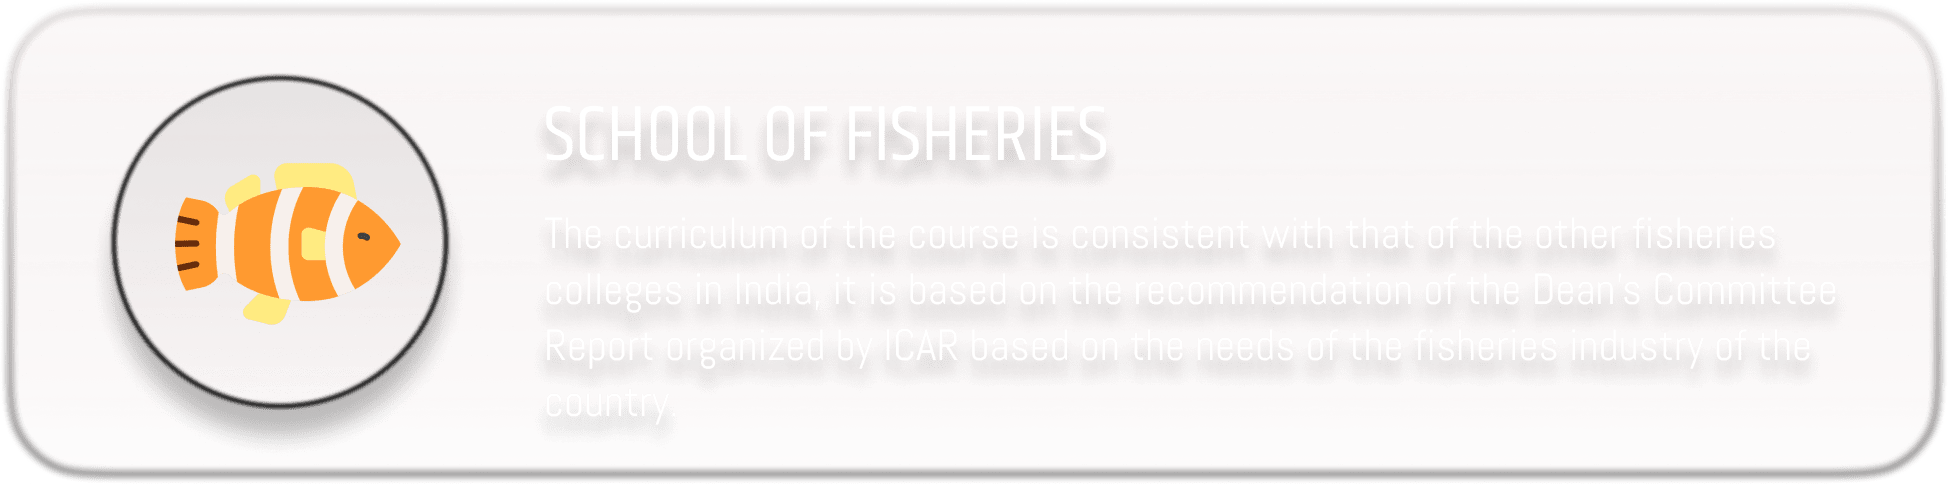 SCHOOL OF FISHERIES
The curriculum of the course is consistent with that of the other fisheries
colleges in India, it is based on the recommendation of the Dean's Committee
Report organized by ICAR based on the needs of the fisheries industry of the
country.